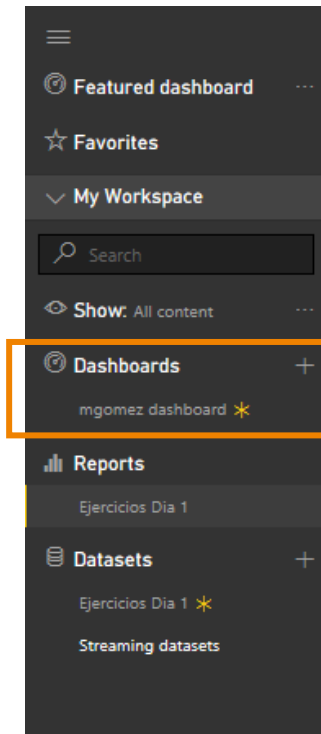 Featured dashboard
Favorites
My Workspace
Search
Show: All content
Dashboards
mgomez dashboard
Reports
Ejercicios Dia 1
Datasets
Ejercicios Dia 1
Streaming datasets